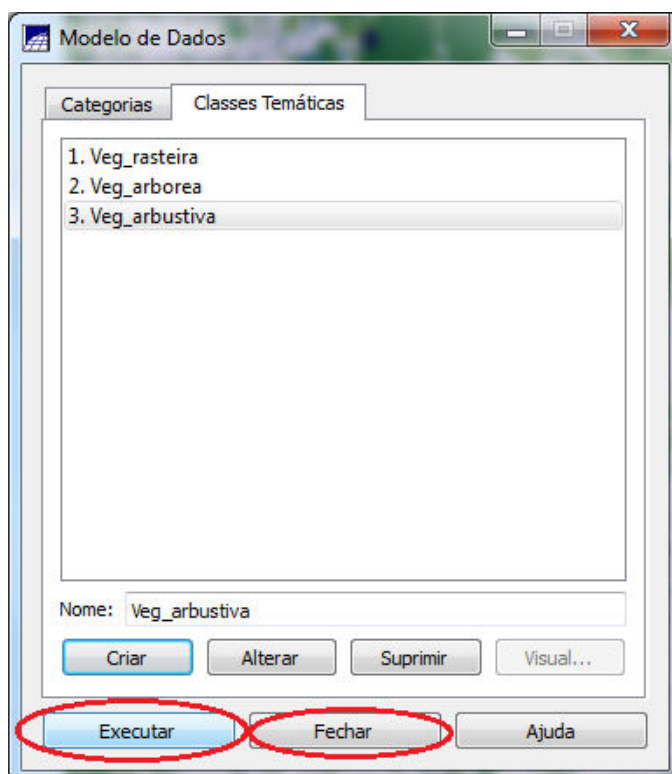 Modelo de Dados
Categorias Classes Temáticas
1. Veg_rasteira
2. Veg_arborea
3. Veg_arbustiva
Nome: Veg_arbustiva
Criar Alterar Suprimir Visual...
Executar Fechar Ajuda